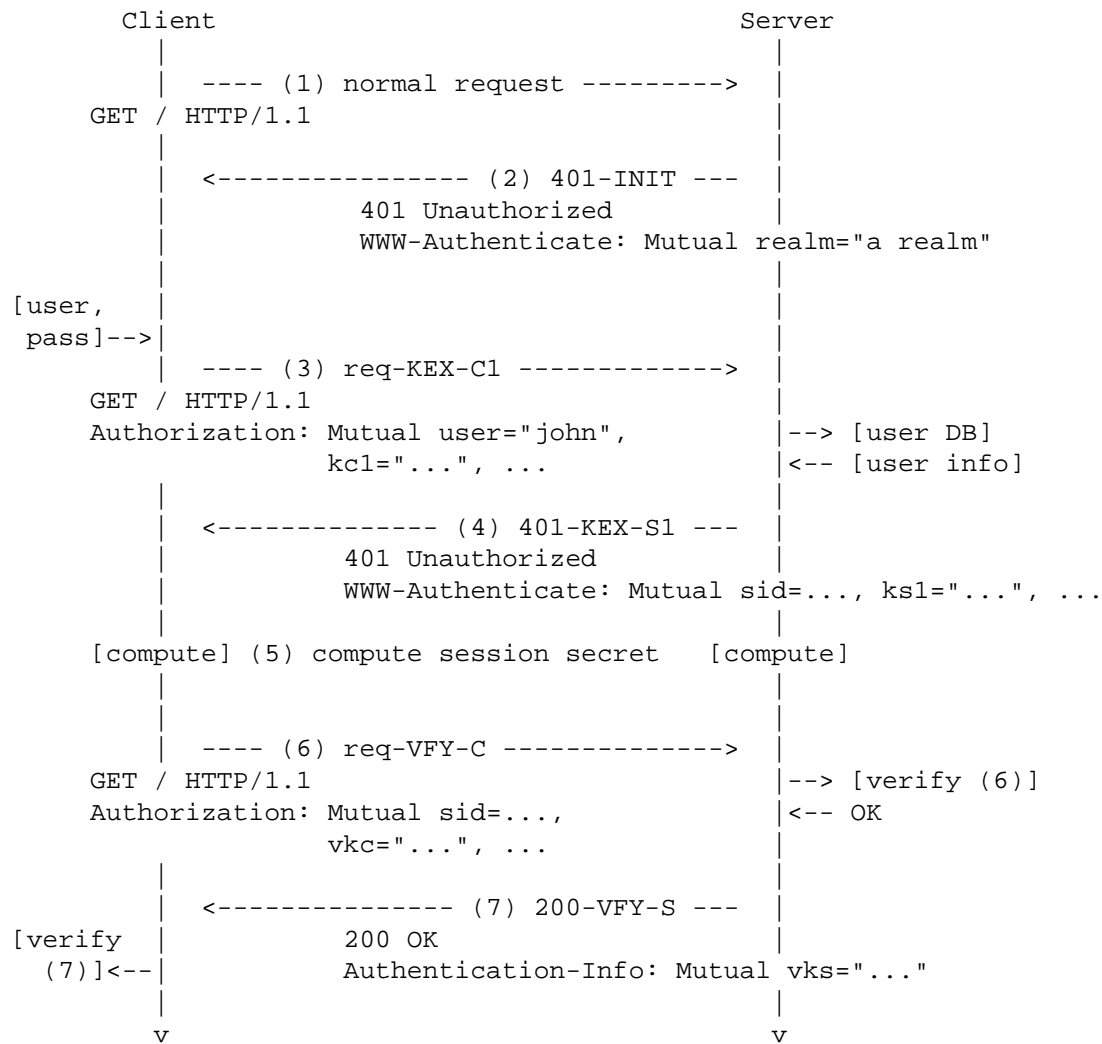 Client                                    Server
---- (1) normal request --------->
GET / HTTP/1.1
<---------------- (2) 401-INIT ---
401 Unauthorized
WWW-Authenticate: Mutual realm="a realm"
[user,
pass]-->
---- (3) req-KEX-C1 ------------->
GET / HTTP/1.1
Authorization: Mutual user="john",        |--> [user DB]
kc1="...", ...                            |<-- [user info]
<-------------- (4) 401-KEX-S1 ---
401 Unauthorized
WWW-Authenticate: Mutual sid=..., ks1="...", ...
[compute] (5) compute session secret   [compute]
---- (6) req-VFY-C -------------->
GET / HTTP/1.1                            |--> [verify (6)]
Authorization: Mutual sid=...,            |<-- OK
vkc="...", ...
<--------------- (7) 200-VFY-S ---
[verify          200 OK
(7)]<--|         Authentication-Info: Mutual vks="..."
v                                         v